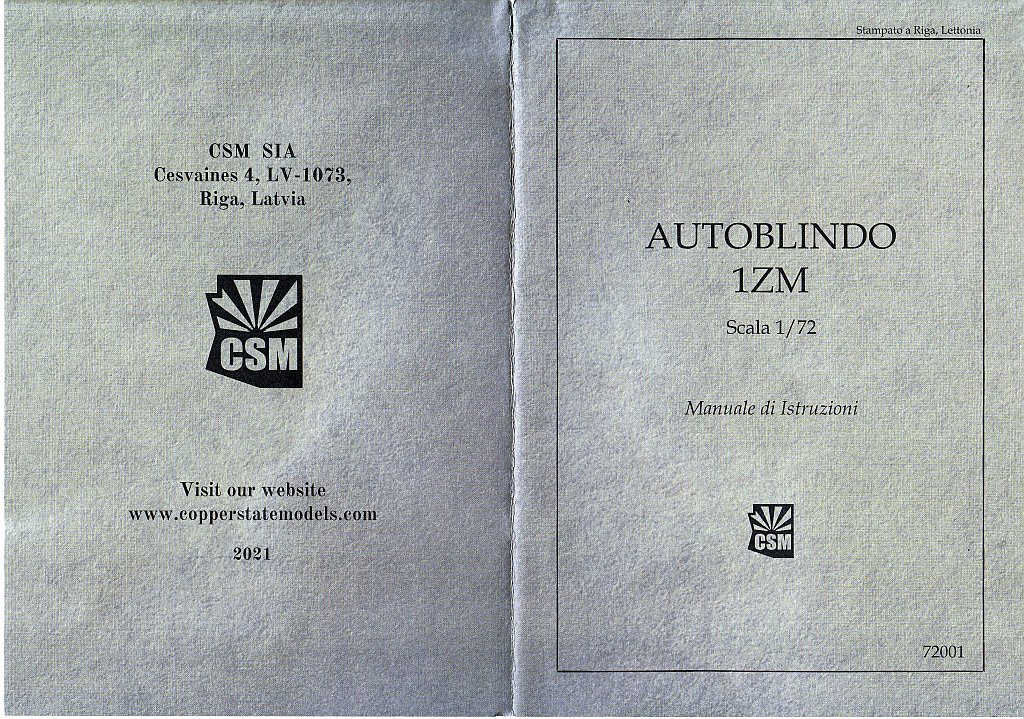 CSM SIA
Cesvaines 4, LV-1073,
Riga, Latvia
CSM
Visit our website
www.copperstatemodels.com
2021
Stampato a Riga, Lettonia
AUTOBLINDO
1ZM
Scala 1/72
Manuale di Istruzioni
CSM
72001